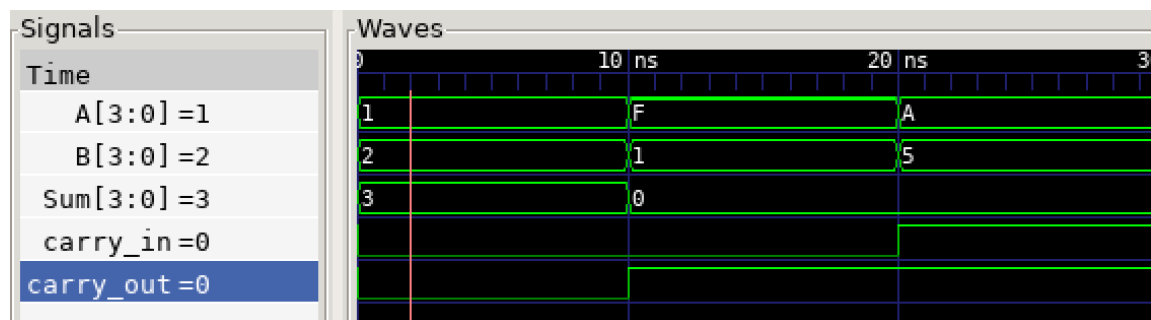 Signals
Waves
Time
0 10 ns 20 ns 3
A[3:0] =1 1 F A
B[3:0] =2 2 1 5
Sum[3:0] =3 3 0
carry_in =0
carry_out =0